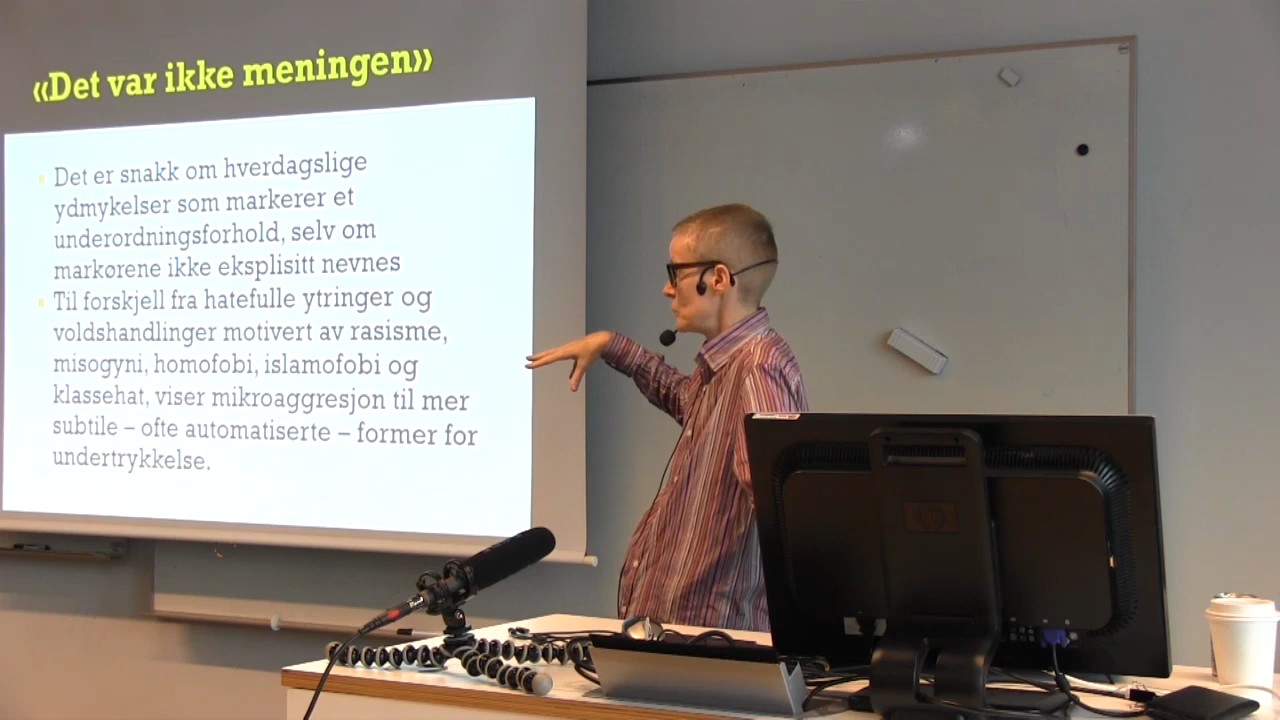 «Det var ikke meningen»
Det er snakk om hverdagslige
ydmykelser som markerer et
underordningsforhold, selv om
markørene ikke eksplisitt nevnes
Til forskjell fra hatefulle ytringer og
voldshandlinger motivert av rasisme,
misogyni, homofobi, islamofobi og
klassehat, viser mikroaggresjon til mer
subtile – ofte automatiserte – former for
undertrykkelse.
hp